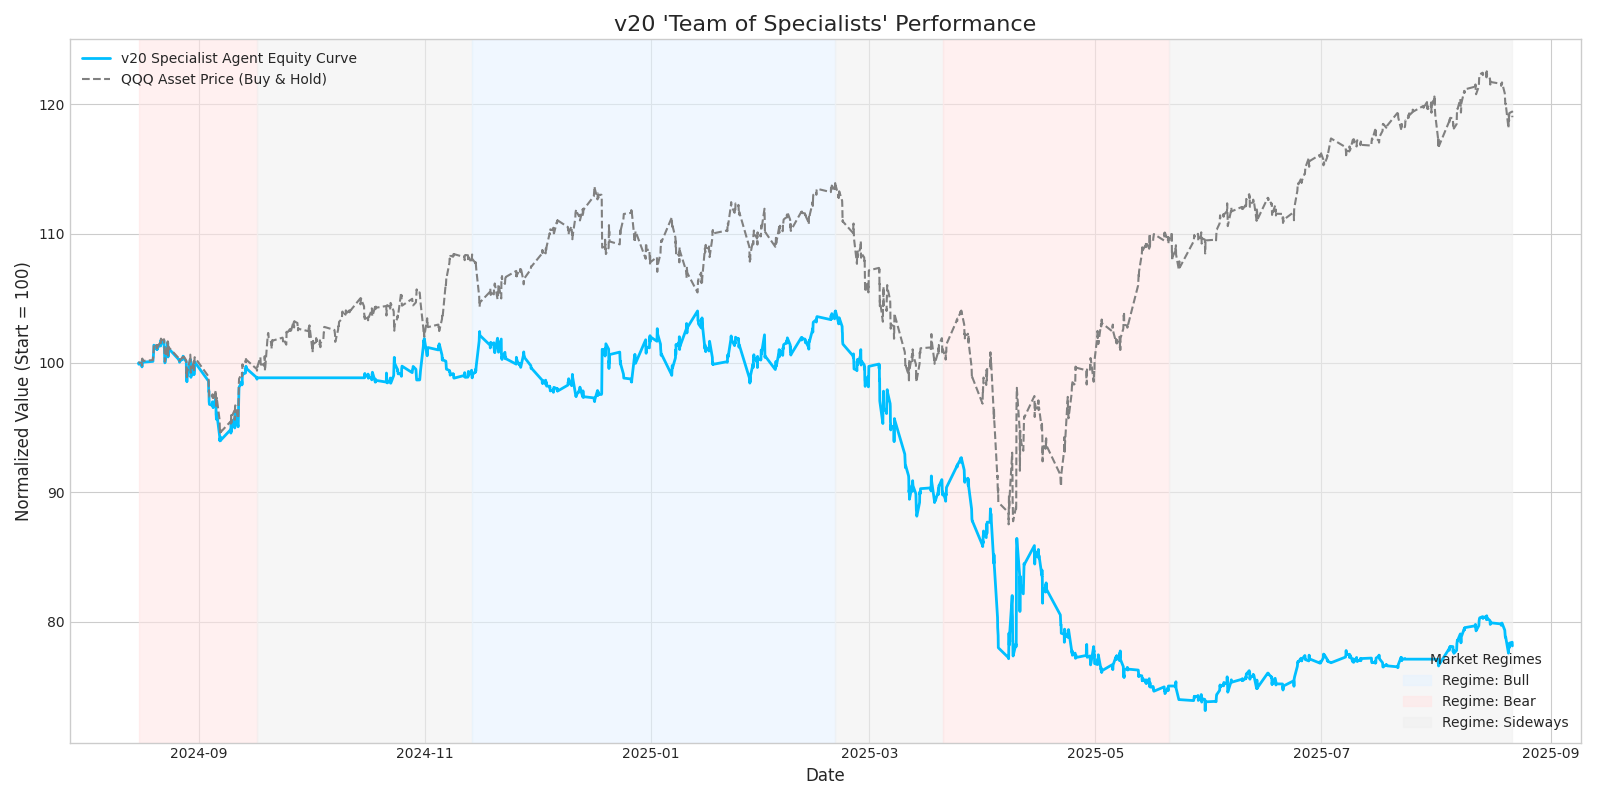 v20 'Team of Specialists' Performance
v20 Specialist Agent Equity Curve
QQQ Asset Price (Buy & Hold)
Normalized Value (Start = 100)
120
110
100
90
80
Market Regimes
Regime: Bull
Regime: Bear
Regime: Sideways
2024-09
2024-11
2025-01
2025-03
2025-05
2025-07
2025-09
Date